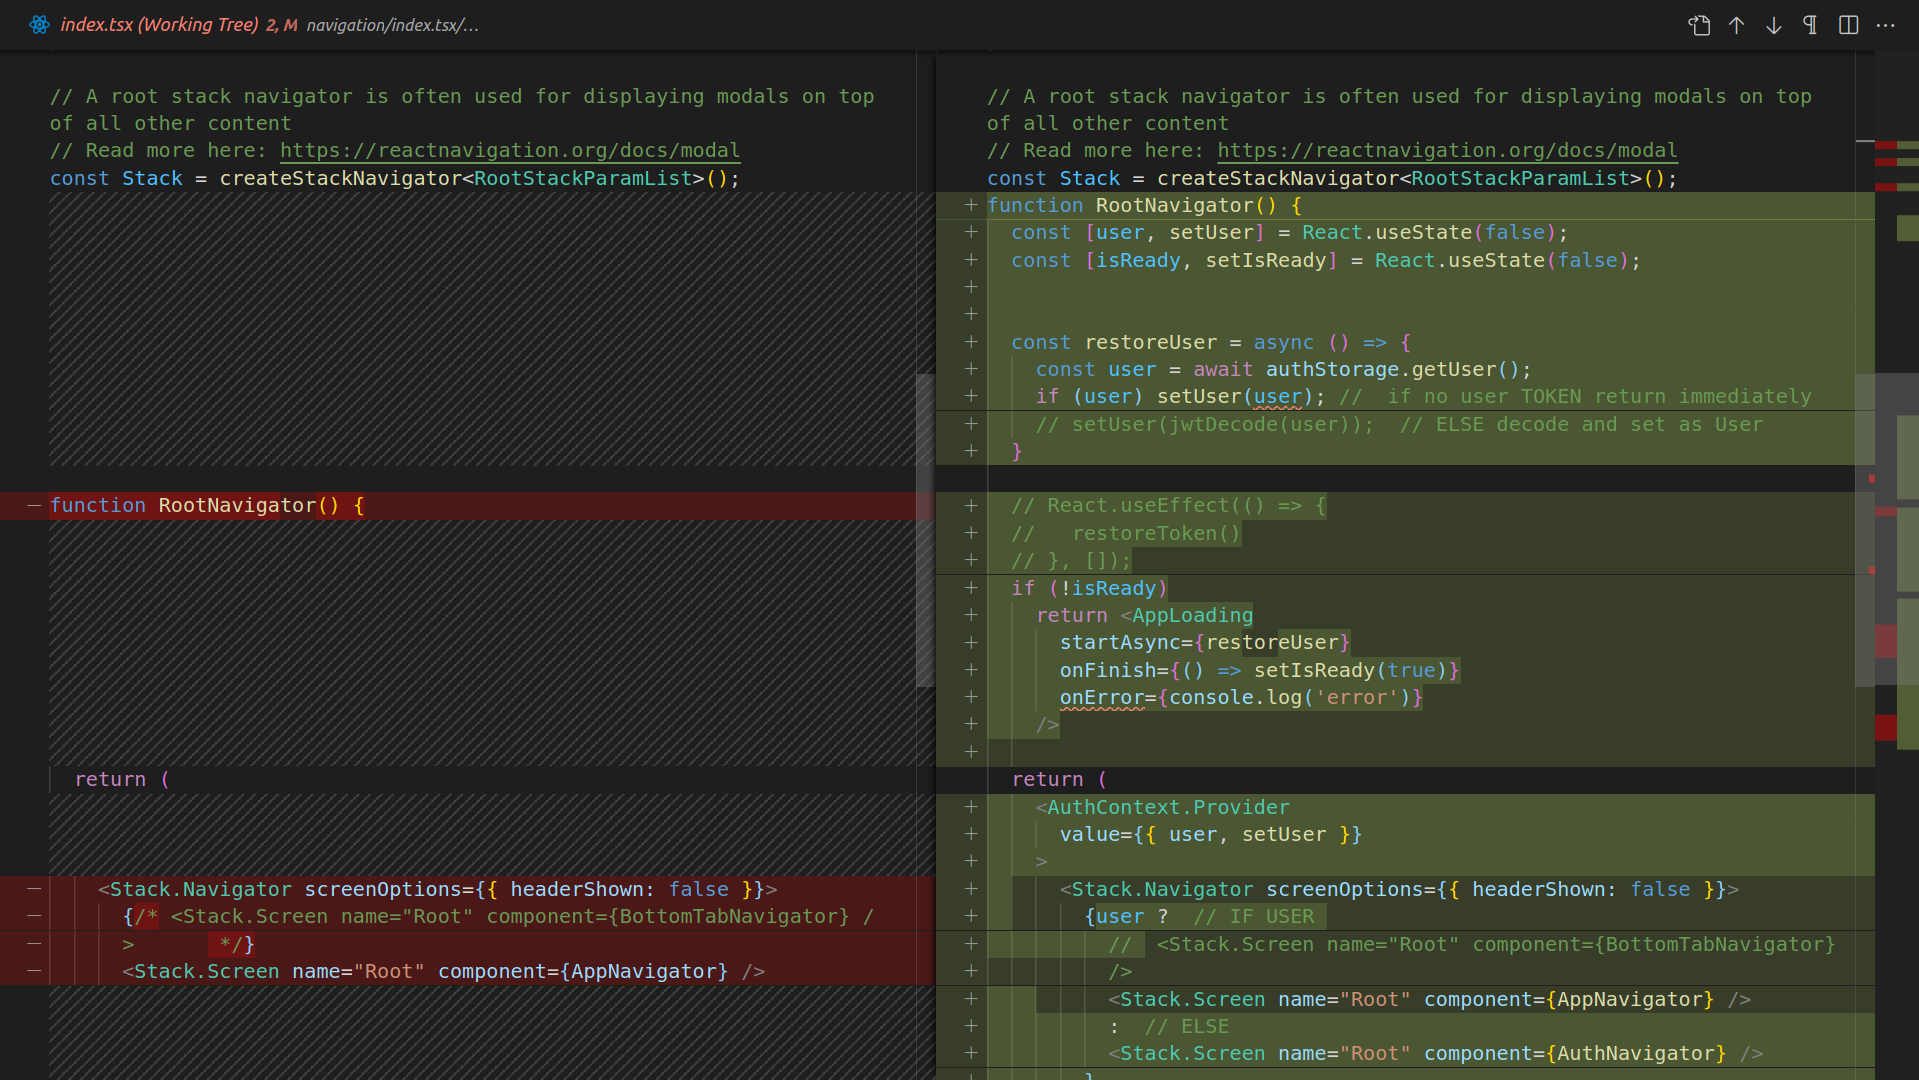 index.tsx (Working Tree) 2, M navigation/index.tsx/...
// A root stack navigator is often used for displaying modals on top
of all other content
// Read more here: https://reactnavigation.org/docs/modal
const Stack = createStackNavigator<RootStackParamList>();
— function RootNavigator() {
return (
— <Stack.Navigator screenOptions={{ headerShown: false }}>
— {/* <Stack.Screen name="Root" component={BottomTabNavigator} /
— > */}
— <Stack.Screen name="Root" component={AppNavigator} />
// A root stack navigator is often used for displaying modals on top
of all other content
// Read more here: https://reactnavigation.org/docs/modal
const Stack = createStackNavigator<RootStackParamList>();
+ function RootNavigator() {
+ const [user, setUser] = React.useState(false);
+ const [isReady, setIsReady] = React.useState(false);
+
+
+ const restoreUser = async () => {
+ const user = await authStorage.getUser();
+ if (user) setUser(user); //  if no user TOKEN return immediately
+ // setUser(jwtDecode(user));  // ELSE decode and set as User
+ }
+ // React.useEffect(() => {
+ //   restoreToken()
+ // }, []);
+ if (!isReady)
+ return <AppLoading
+ startAsync={restoreUser}
+ onFinish={() => setIsReady(true)}
+ onError={console.log('error')}
+ />
+
return (
+ <AuthContext.Provider
+ value={{ user, setUser }}
+ >
+ <Stack.Navigator screenOptions={{ headerShown: false }}>
+ {user ?  // IF USER
+ //  <Stack.Screen name="Root" component={BottomTabNavigator}
+ />
+ <Stack.Screen name="Root" component={AppNavigator} />
+ :  // ELSE
+ <Stack.Screen name="Root" component={AuthNavigator} />
+ }